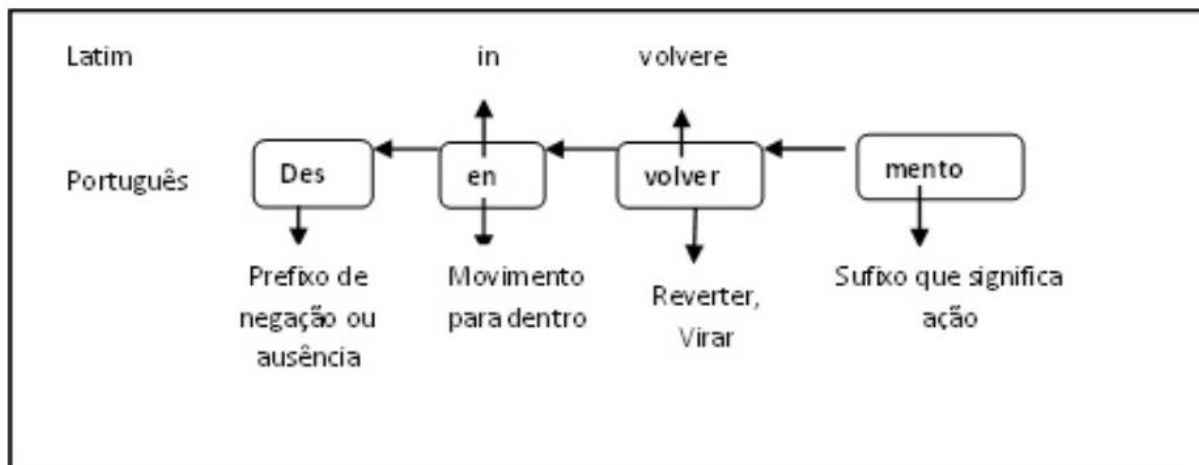 Latim in volvere
Português Des en volver mento
Prefixo de
negação ou
ausência
Movimento
para dentro
Reverter,
Virar
Sufixo que significa
ação